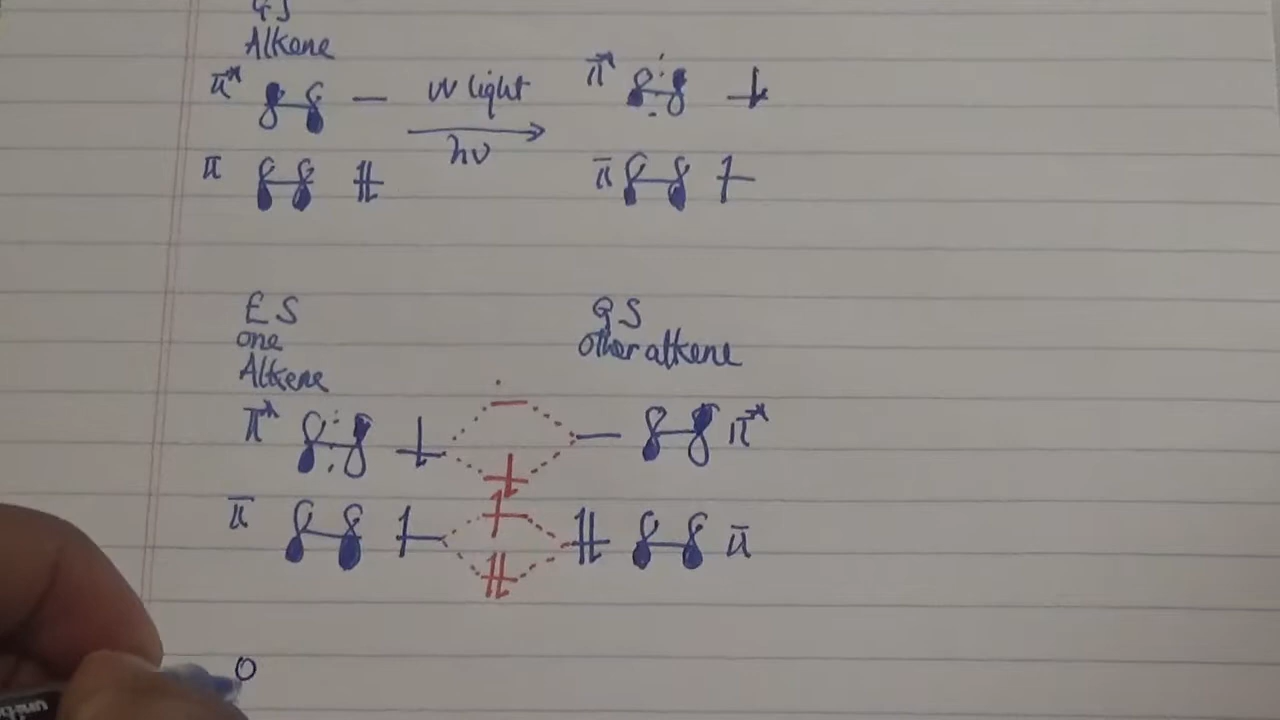 GS
Alkene
π* UV light π*
hν
π π
ES GS
one other alkene
Alkene
π* π*
π π
O